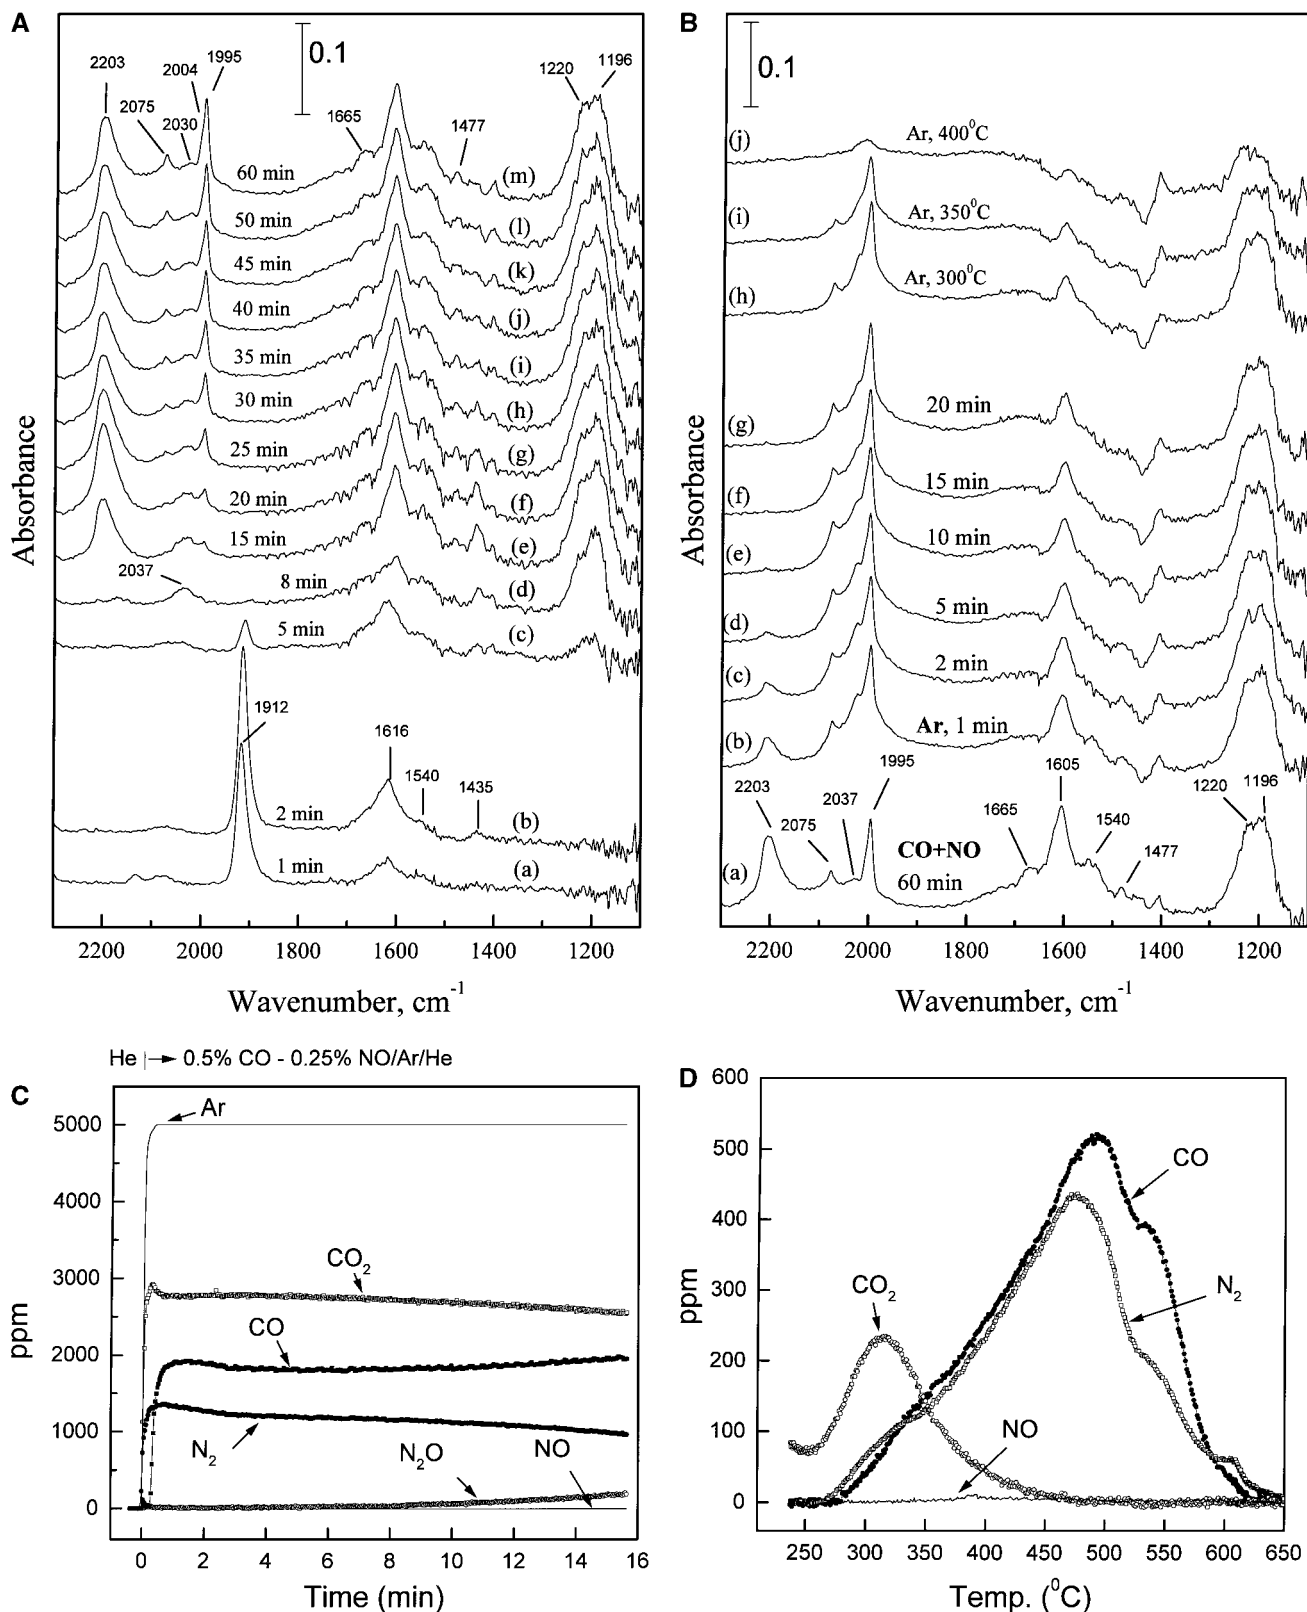 A
0.1
2203
2075
2030
2004
1995
1665
1477
1220
1196
60 min
(m)
50 min
(l)
45 min
(k)
40 min
(j)
35 min
(i)
30 min
(h)
25 min
(g)
20 min
(f)
15 min
(e)
2037
8 min
(d)
5 min
(c)
1912
1616
1540
1435
2 min
(b)
1 min
(a)
Absorbance
2200 2000 1800 1600 1400 1200
Wavenumber, cm-1
B
0.1
(j)
Ar, 400⁰C
(i)
Ar, 350⁰C
(h)
Ar, 300⁰C
(g)
20 min
(f)
15 min
(e)
10 min
(d)
5 min
(c)
2 min
(b)
Ar, 1 min
2203
2075
2037
1995
1665
1605
1540
1477
1220
1196
CO+NO
(a)
60 min
Absorbance
2200 2000 1800 1600 1400 1200
Wavenumber, cm-1
He → 0.5% CO - 0.25% NO/Ar/He
C
Ar
CO2
CO
N2
N2O
NO
5000
4000
3000
2000
1000
0
ppm
0 2 4 6 8 10 12 14 16
Time (min)
D
600
500
400
300
200
100
0
ppm
CO
N2
CO2
NO
250 300 350 400 450 500 550 600 650
Temp. (⁰C)